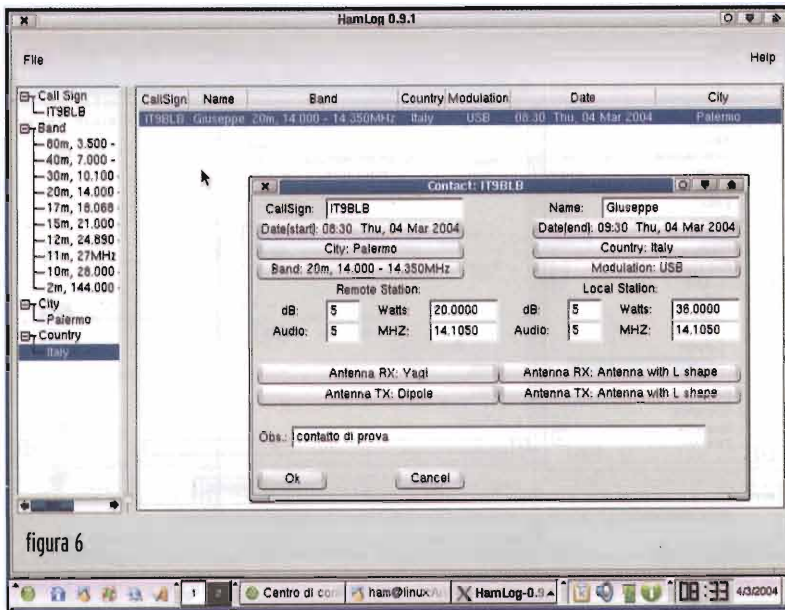 HamLog 0.9.1
File
Help
Call Sign
IT9BLB
Band
80m, 3.500 -
40m, 7.000 -
30m, 10.100 -
20m, 14.000 -
17m, 18.068 -
15m, 21.000 -
12m, 24.890 -
11m, 27MHz
10m, 28.000 -
2m, 144.000 -
City
Palermo
Country
Italy
CallSign Name Band Country Modulation Date City
IT9BLB Giuseppe 20m, 14.000 - 14.350MHz Italy USB 08:30 Thu, 04 Mar 2004 Palermo
Contact: IT9BLB
CallSign: IT9BLB Name: Giuseppe
Date(start): 08:30 Thu, 04 Mar 2004 Date(end): 09:30 Thu, 04 Mar 2004
City: Palermo Country: Italy
Band: 20m, 14.000 - 14.350MHz Modulation: USB
Remote Station: Local Station:
dB: 5 Watts: 20.0000 dB: 5 Watts: 36.0000
Audio: 5 MHZ: 14.1050 Audio: 5 MHZ: 14.1050
Antenna RX: Yagi Antenna RX: Antenna with L shape
Antenna TX: Dipole Antenna TX: Antenna with L shape
Obs.: contatto di prova
Ok Cancel
figura 6
1 2 Centro di con ham@linux HamLog-0.9 08:33 4/3/2004